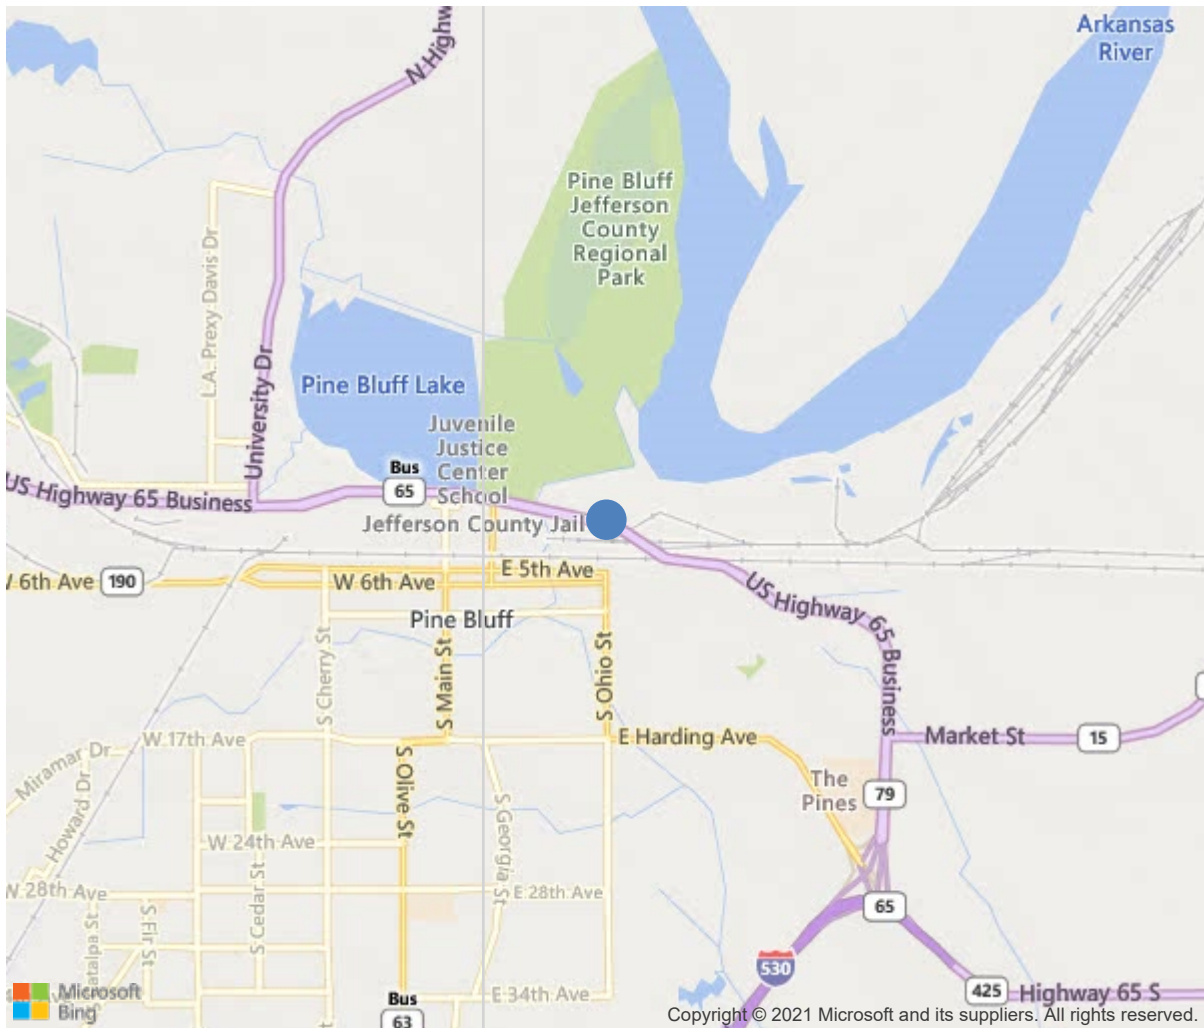 Arkansas
River
N Highw
Pine Bluff
Jefferson
County
Regional
Park
L.A. Prexy Davis Dr
University Dr
Pine Bluff Lake
Juvenile
Justice
Center
School
Bus
65
US Highway 65 Business
Jefferson County Jail
W 6th Ave
190
W 6th Ave
E 5th Ave
US Highway 65 Business
Pine Bluff
S Cherry St
S Main St
S Ohio St
W 17th Ave
E Harding Ave
Market St
15
Miramar Dr
Howard Dr
S Olive St
S Georgia St
The
Pines
79
W 24th Ave
W 28th Ave
E 28th Ave
S Cedar St
S Fir St
atalpa St
65
530
425
Highway 65 S
E 34th Ave
Bus
63
Microsoft
Bing
Copyright © 2021 Microsoft and its suppliers. All rights reserved.